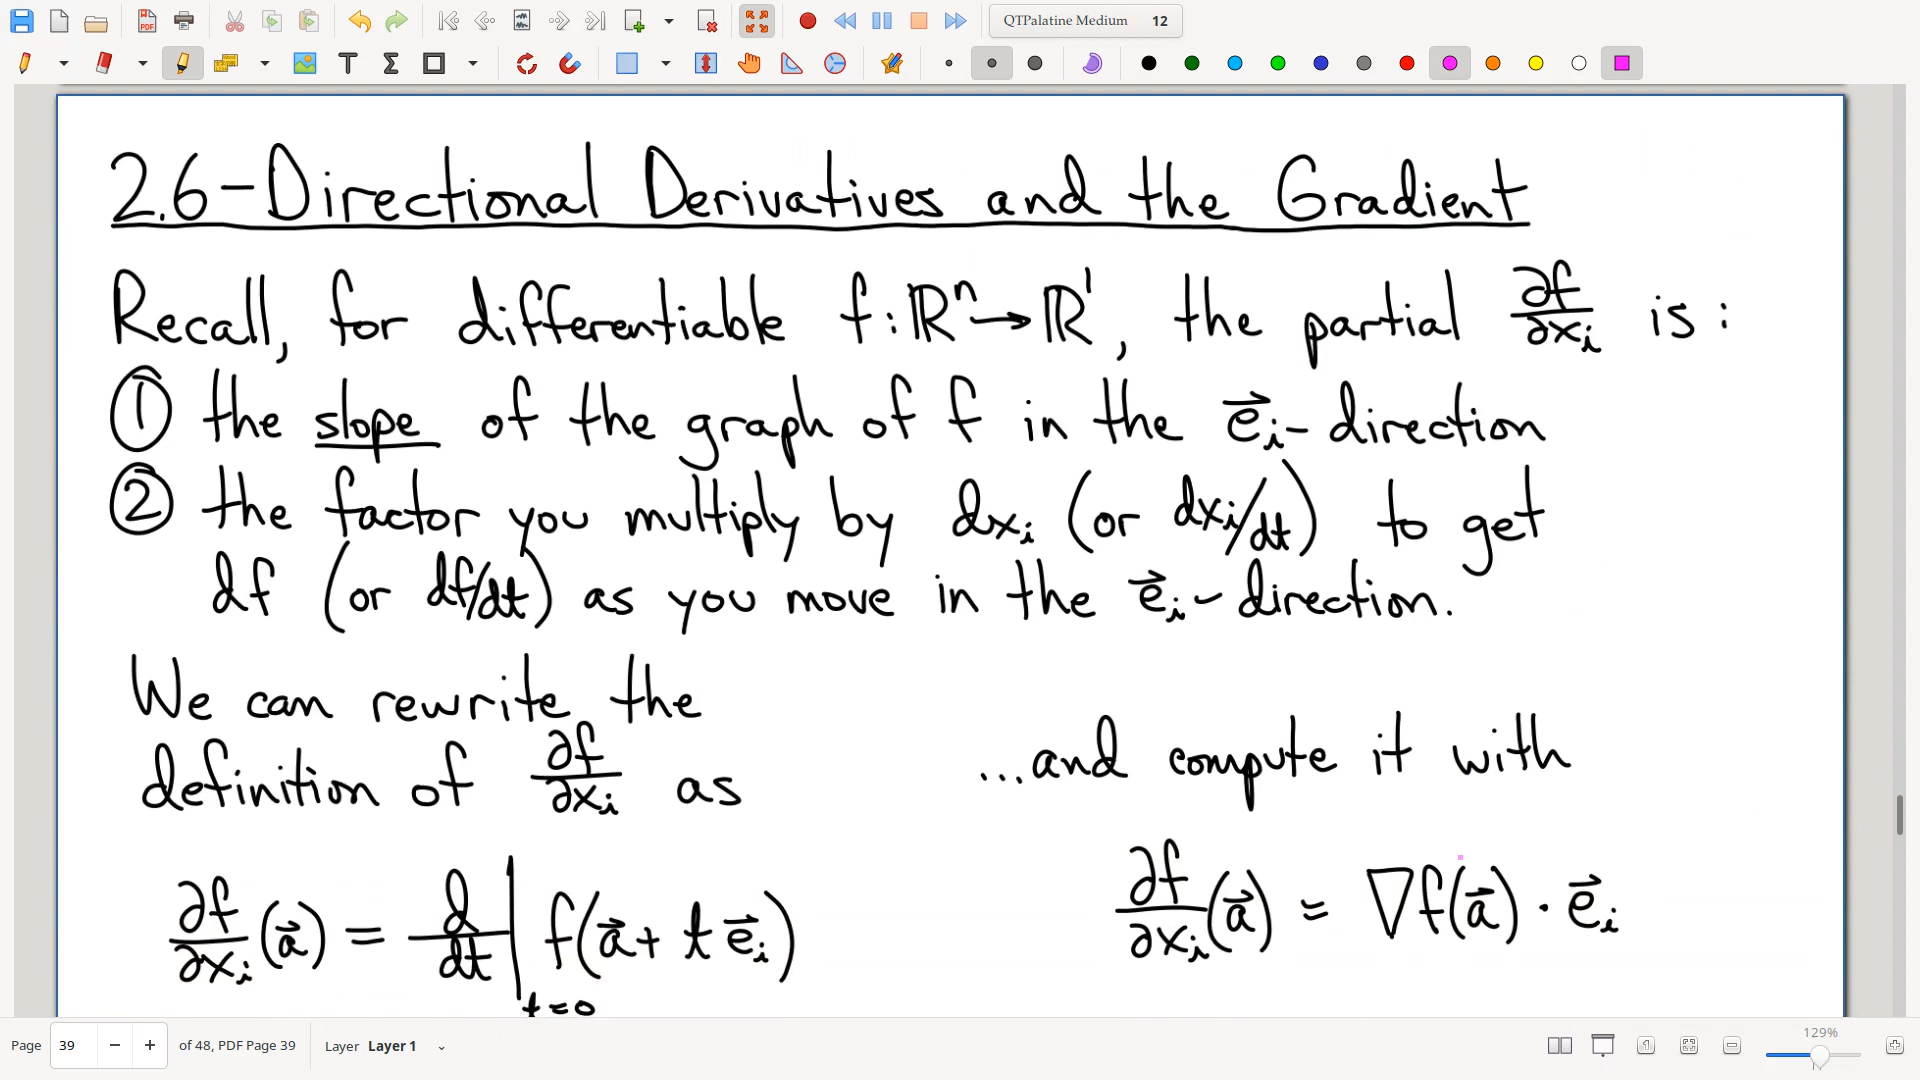 QTPalatine Medium 12
2.6-Directional Derivatives and the Gradient
Recall, for differentiable f:ℝⁿ→ℝ¹, the partial ∂f/∂xᵢ is:
① the slope of the graph of f in the e⃗ᵢ-direction
② the factor you multiply by dxᵢ (or dxᵢ/dt) to get
df (or df/dt) as you move in the e⃗ᵢ-direction.
We can rewrite the
definition of ∂f/∂xᵢ as
...and compute it with
∂f/∂xᵢ(a⃗) = d/dt|t=0 f(a⃗+ t e⃗ᵢ)
∂f/∂xᵢ(a⃗) = ∇f(a⃗) · e⃗ᵢ
Page 39 of 48, PDF Page 39 Layer Layer 1
129%